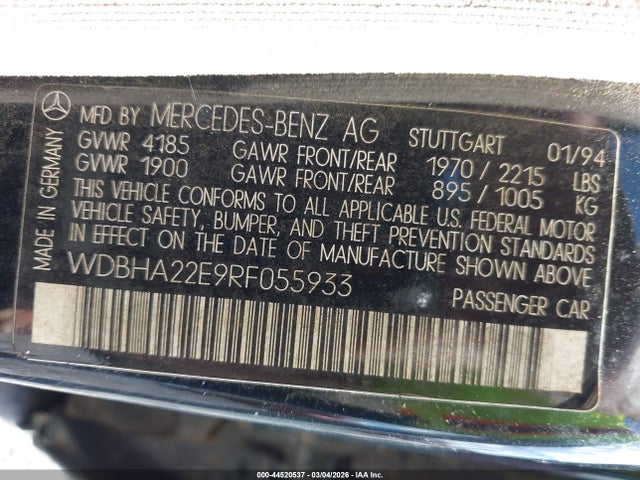 MFD BY MERCEDES-BENZ AG STUTTGART 01/94
GVWR 4185 GAWR FRONT/REAR 1970 / 2215 LBS
GVWR 1900 GAWR FRONT/REAR 895 / 1005 KG
THIS VEHICLE CONFORMS TO ALL APPLICABLE U.S. FEDERAL MOTOR
VEHICLE SAFETY, BUMPER, AND THEFT PREVENTION STANDARDS
IN EFFECT ON THE DATE OF MANUFACTURE SHOWN ABOVE
WDBHA22E9RF055933
PASSENGER CAR
MADE IN GERMANY
000-44520537 - 03/04/2026 - IAA Inc.